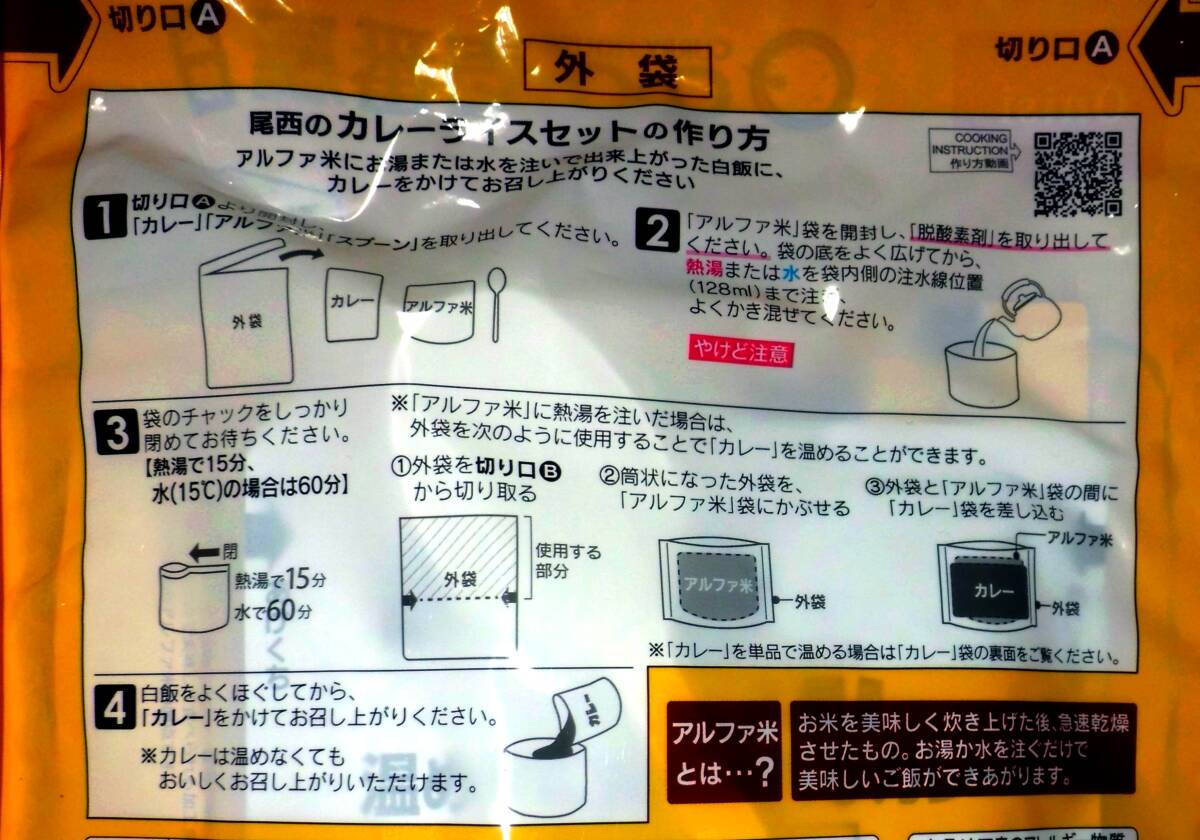 切り口A
切り口A
外袋
尾西のカレーライスセットの作り方
アルファ米にお湯または水を注いで出来上がった白飯に、
カレーをかけてお召し上がりください
COOKING
INSTRUCTION
作り方動画
1 切り口Aより開封し、
「カレー」「アルファ米」「スプーン」を取り出してください。
外袋
カレー
アルファ米
2 「アルファ米」袋を開封し、「脱酸素剤」を取り出して
ください。袋の底をよく広げてから、
熱湯または水を袋内側の注水線位置
(128ml)まで注ぎ、
よくかき混ぜてください。
やけど注意
3 袋のチャックをしっかり
閉めてお待ちください。
【熱湯で15分、
水(15℃)の場合は60分】
閉
熱湯で15分
水で60分
※「アルファ米」に熱湯を注いだ場合は、
外袋を次のように使用することで「カレー」を温めることができます。
①外袋を切り口B
から切り取る
外袋
使用する
部分
②筒状になった外袋を、
「アルファ米」袋にかぶせる
アルファ米
外袋
③外袋と「アルファ米」袋の間に
「カレー」袋を差し込む
アルファ米
カレー
外袋
※「カレー」を単品で温める場合は「カレー」袋の裏面をご覧ください。
4 白飯をよくほぐしてから、
「カレー」をかけてお召し上がりください。
※カレーは温めなくても
おいしくお召し上がりいただけます。
カレー
アルファ米
とは…?
お米を美味しく炊き上げた後、急速乾燥
させたもの。お湯か水を注ぐだけで
美味しいご飯ができあがります。